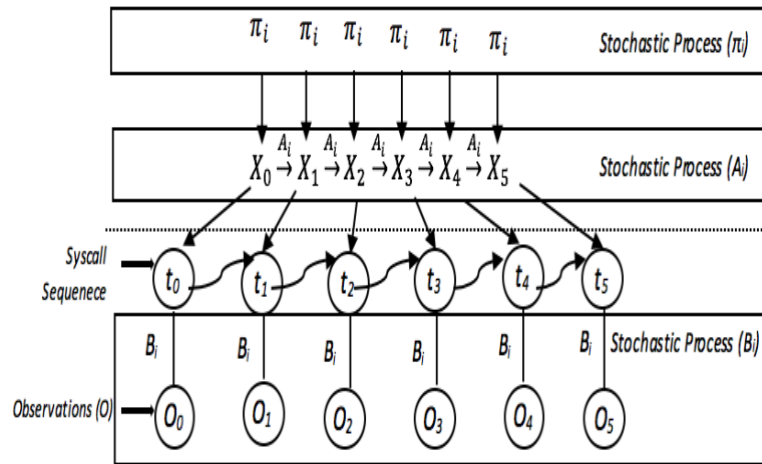 π_i π_i π_i π_i π_i π_i Stochastic Process (π_i)
A_i A_i A_i A_i A_i
X_0 → X_1 → X_2 → X_3 → X_4 → X_5 Stochastic Process (A_i)
Syscall
Sequenece
t_0 t_1 t_2 t_3 t_4 t_5
B_i B_i B_i B_i B_i B_i Stochastic Process (B_i)
Observations (O) O_0 O_1 O_2 O_3 O_4 O_5